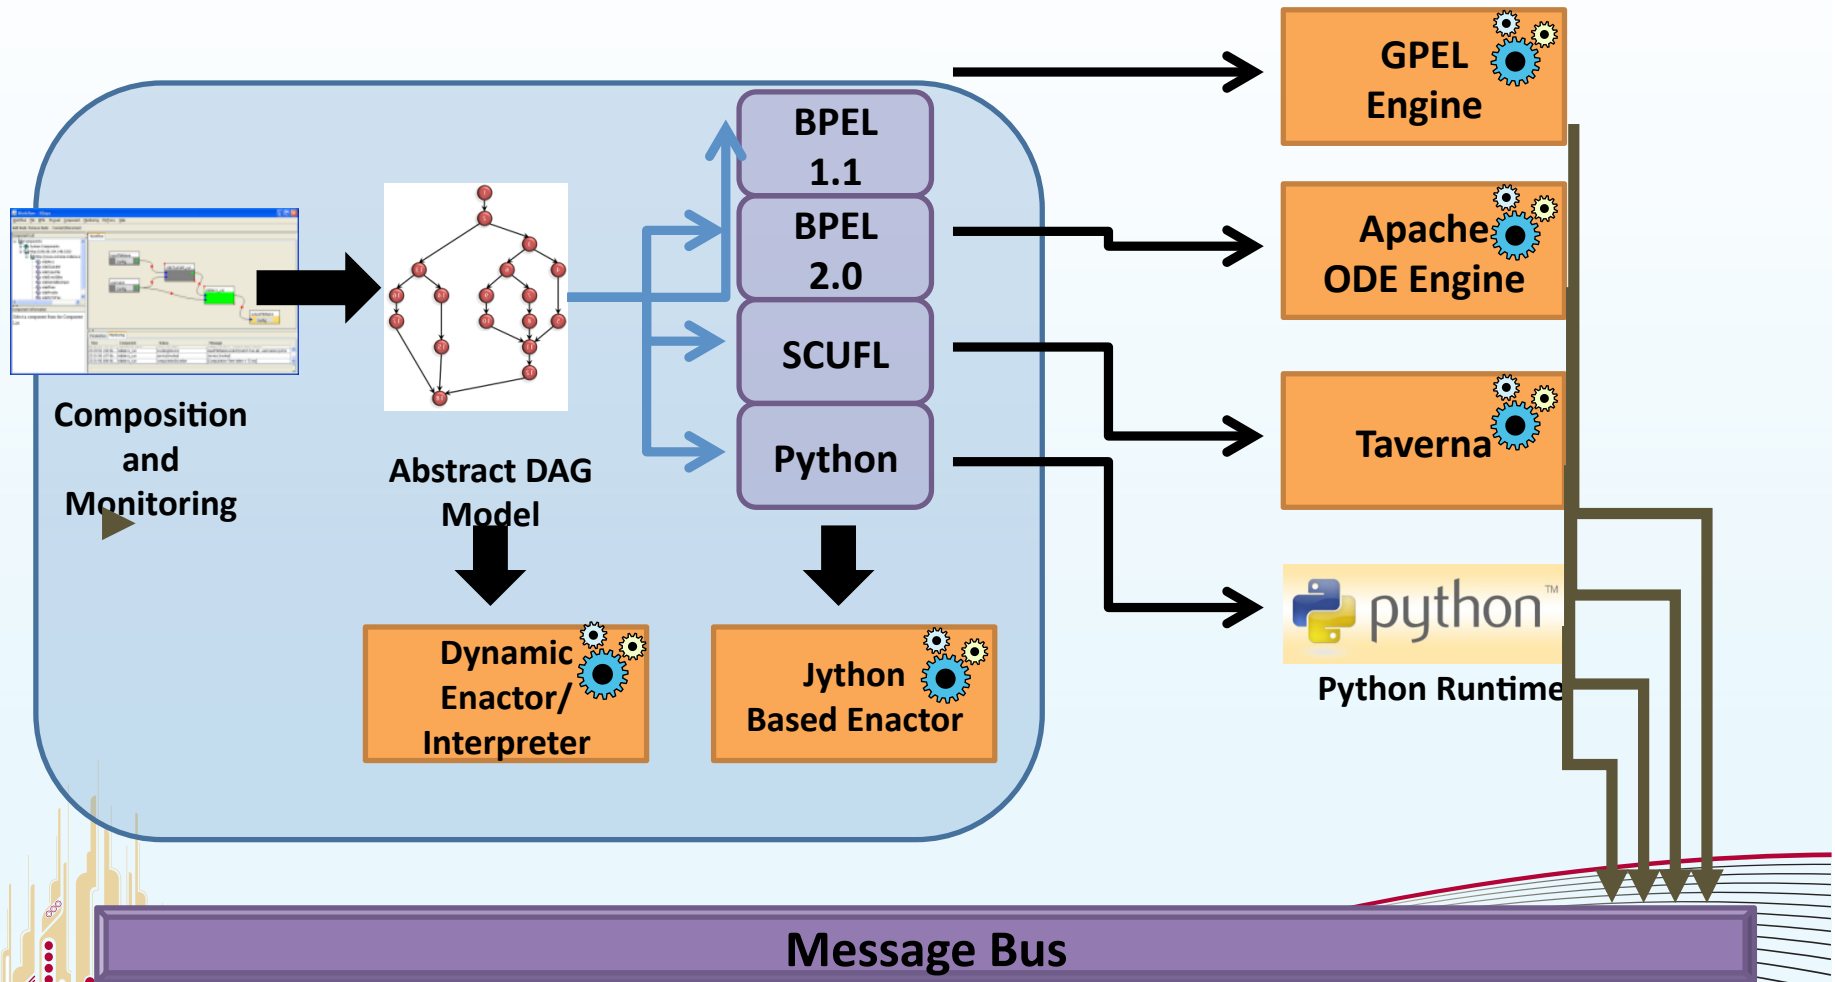 GPEL
Engine
BPEL
1.1
BPEL
2.0
Apache
ODE Engine
SCUFL
Taverna
Python
Composition
and
Monitoring
Abstract DAG
Model
python™
Python Runtime
Dynamic
Enactor/
Interpreter
Jython
Based Enactor
Message Bus